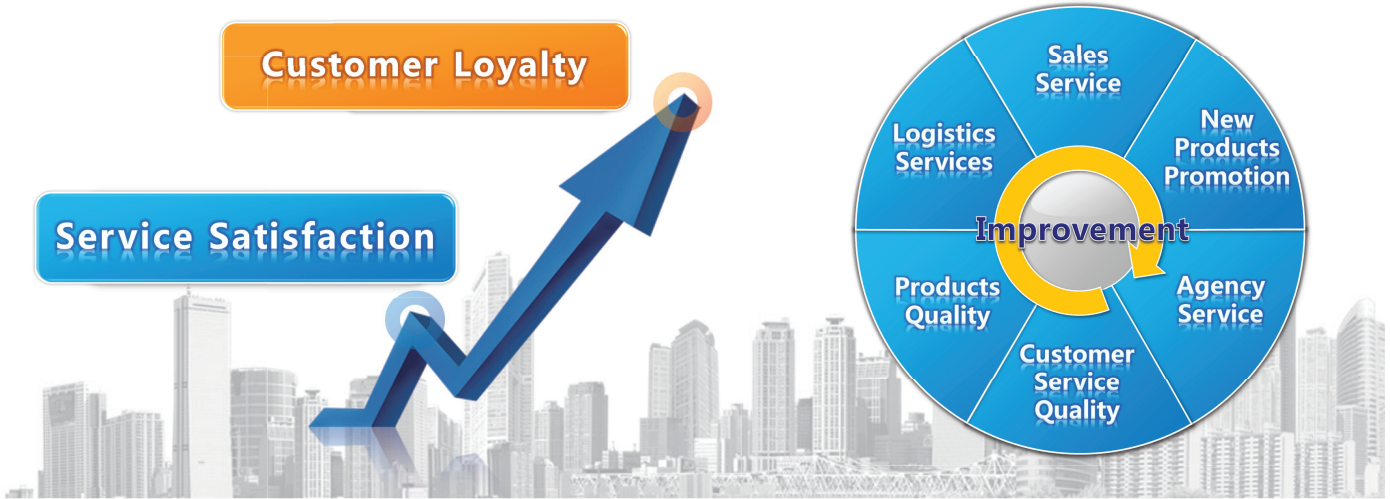 Customer Loyalty
Service Satisfaction
Sales
Service
New
Products
Promotion
Agency
Service
Customer
Service
Quality
Products
Quality
Logistics
Services
Improvement